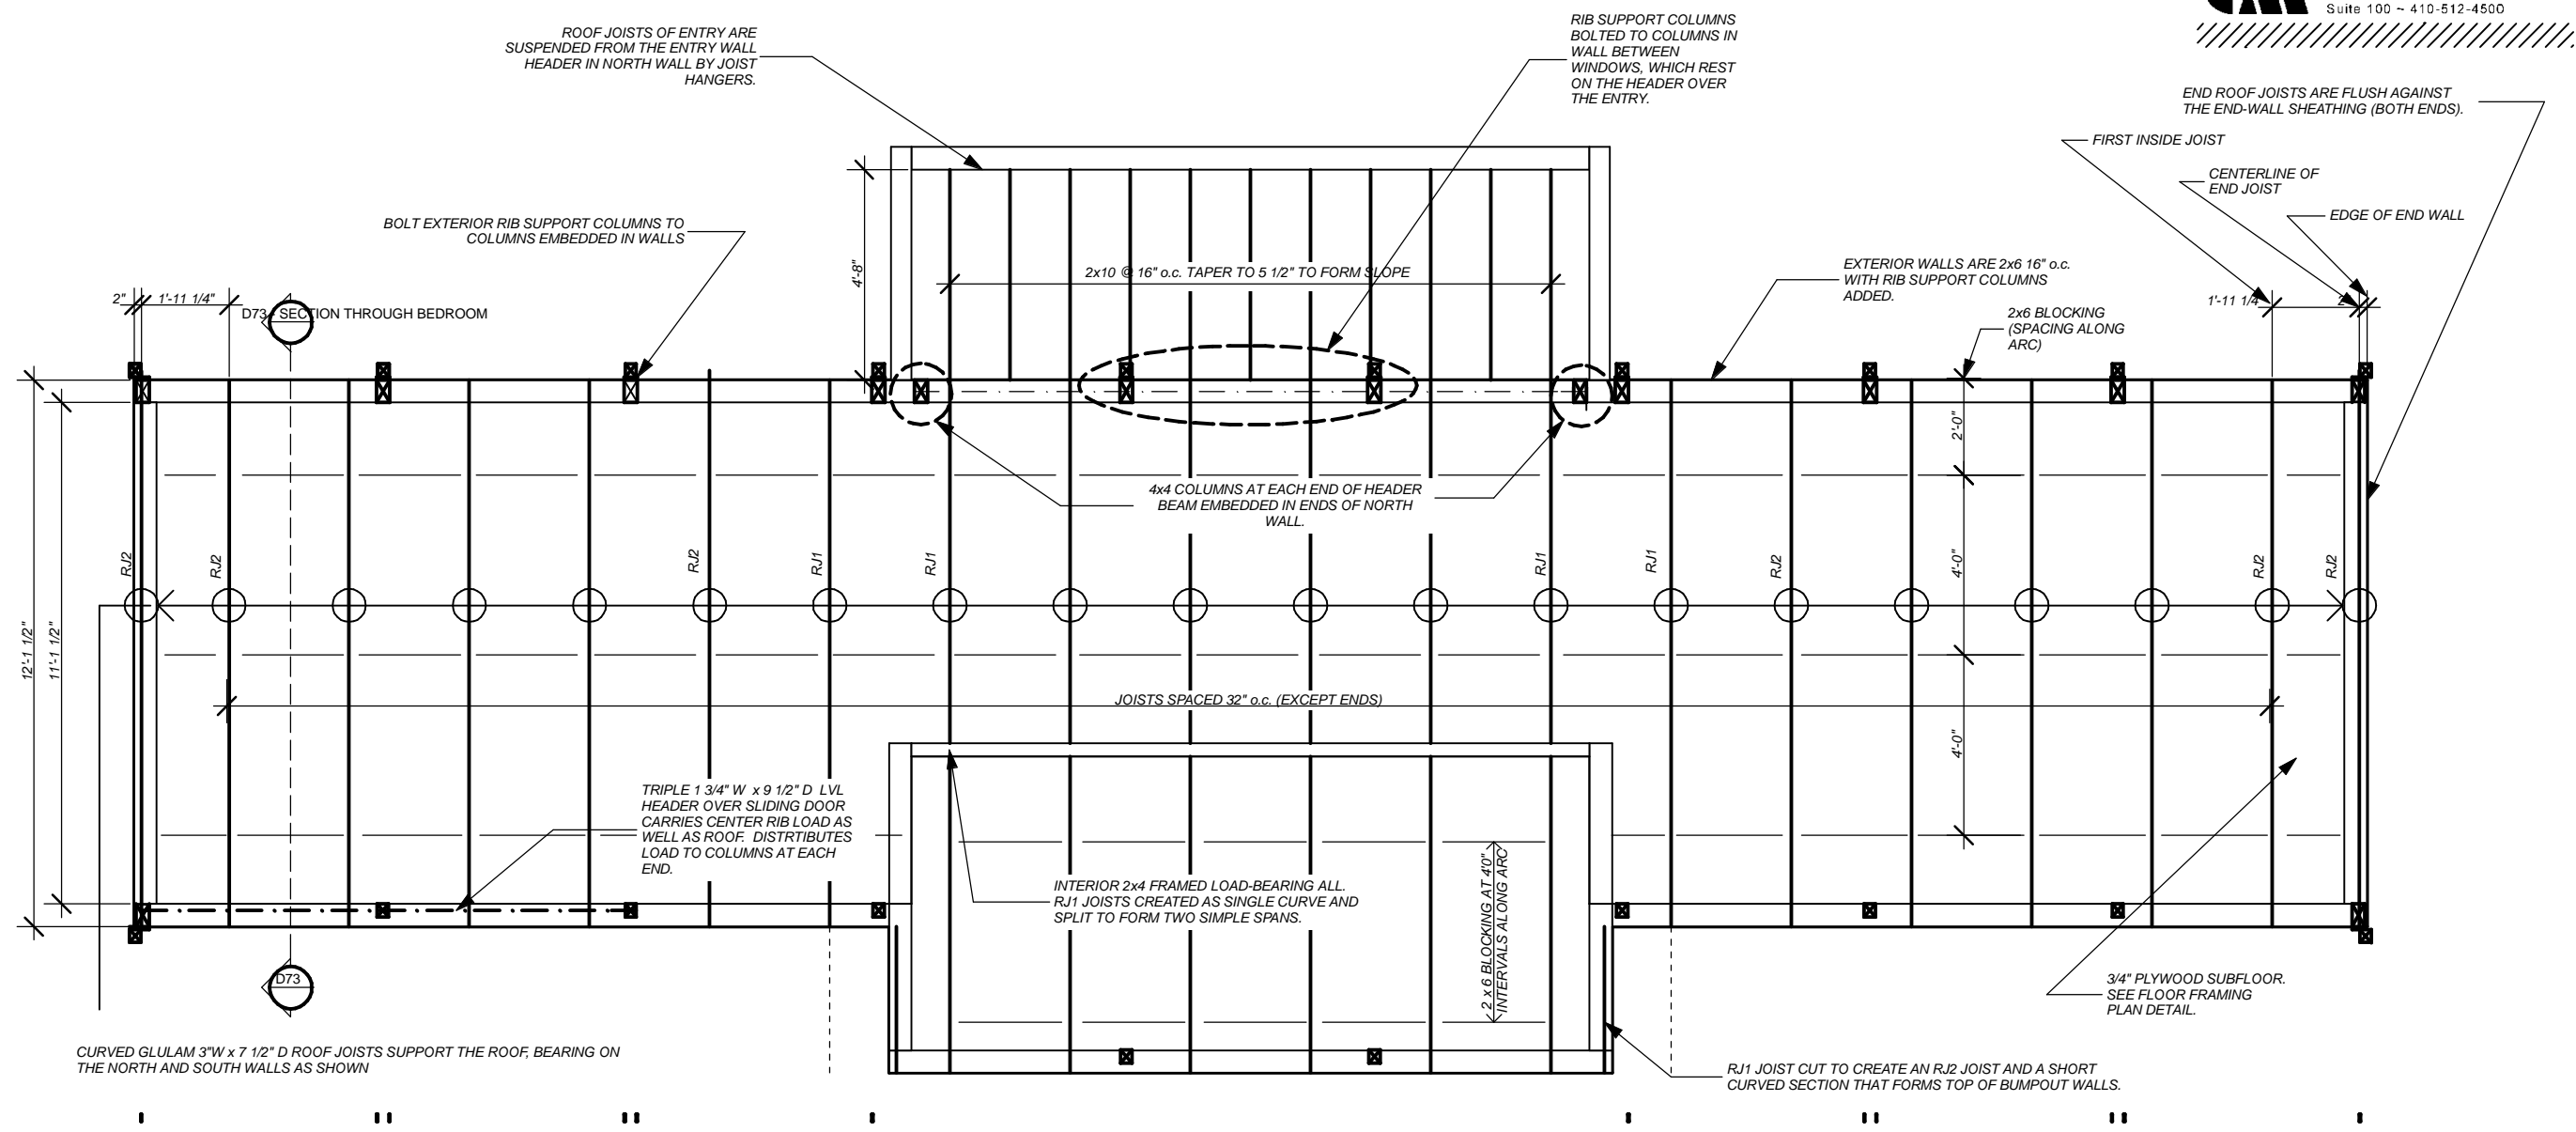 Suite 100 ~ 410-512-4500
ROOF JOISTS OF ENTRY ARE
SUSPENDED FROM THE ENTRY WALL
HEADER IN NORTH WALL BY JOIST
HANGERS.
RIB SUPPORT COLUMNS
BOLTED TO COLUMNS IN
WALL BETWEEN
WINDOWS, WHICH REST
ON THE HEADER OVER
THE ENTRY.
END ROOF JOISTS ARE FLUSH AGAINST
THE END-WALL SHEATHING (BOTH ENDS).
FIRST INSIDE JOIST
CENTERLINE OF
END JOIST
EDGE OF END WALL
BOLT EXTERIOR RIB SUPPORT COLUMNS TO
COLUMNS EMBEDDED IN WALLS
4'-8"
2x10 @ 16" o.c. TAPER TO 5 1/2" TO FORM SLOPE
EXTERIOR WALLS ARE 2x6 16" o.c.
WITH RIB SUPPORT COLUMNS
ADDED.
2x6 BLOCKING
(SPACING ALONG
ARC)
2"
1'-11 1/4"
D73 - SECTION THROUGH BEDROOM
1'-11 1/4"
2"
2'-0"
4x4 COLUMNS AT EACH END OF HEADER
BEAM EMBEDDED IN ENDS OF NORTH
WALL.
RJ2
RJ2
RJ2
RJ1
RJ1
RJ1
RJ1
RJ2
RJ2
RJ2
4'-0"
12'-1 1/2"
11'-1 1/2"
JOISTS SPACED 32" o.c. (EXCEPT ENDS)
4'-0"
TRIPLE 1 3/4" W x 9 1/2" D LVL
HEADER OVER SLIDING DOOR
CARRIES CENTER RIB LOAD AS
WELL AS ROOF. DISTRTIBUTES
LOAD TO COLUMNS AT EACH
END.
INTERIOR 2x4 FRAMED LOAD-BEARING ALL.
RJ1 JOISTS CREATED AS SINGLE CURVE AND
SPLIT TO FORM TWO SIMPLE SPANS.
2 x 6 BLOCKING AT 4'0"
INTERVALS ALONG ARC
D73
3/4" PLYWOOD SUBFLOOR.
SEE FLOOR FRAMING
PLAN DETAIL.
CURVED GLULAM 3"W x 7 1/2" D ROOF JOISTS SUPPORT THE ROOF, BEARING ON
THE NORTH AND SOUTH WALLS AS SHOWN
RJ1 JOIST CUT TO CREATE AN RJ2 JOIST AND A SHORT
CURVED SECTION THAT FORMS TOP OF BUMPOUT WALLS.